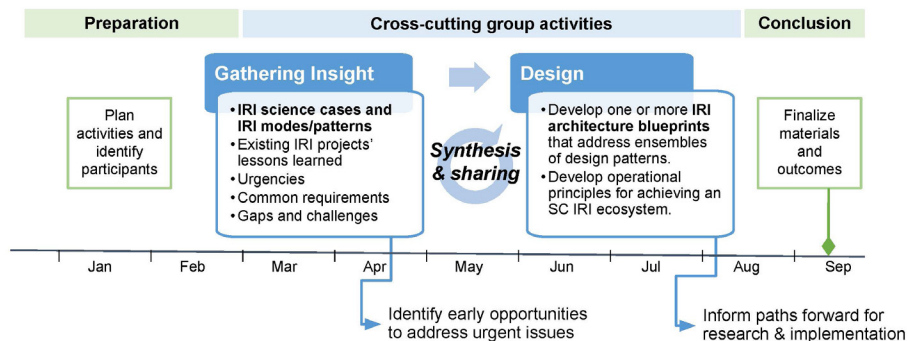 Preparation
Cross-cutting group activities
Conclusion
Gathering Insight
Design
Plan
activities and
identify
participants
•IRI science cases and
IRI modes/patterns
•Existing IRI projects’
lessons learned
•Urgencies
•Common requirements
•Gaps and challenges
Synthesis
& sharing
•Develop one or more IRI
architecture blueprints
that address ensembles
of design patterns.
•Develop operational
principles for achieving an
SC IRI ecosystem.
Finalize
materials
and
outcomes
Jan
Feb
Mar
Apr
May
Jun
Jul
Aug
Sep
Identify early opportunities
to address urgent issues
Inform paths forward for
research & implementation